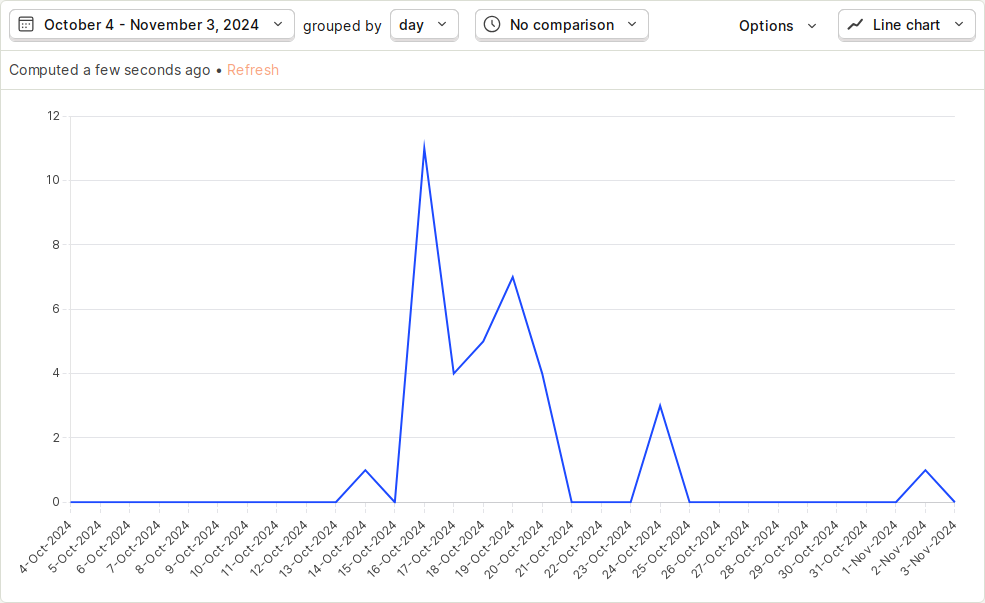 October 4 - November 3, 2024 grouped by day No comparison Options Line chart
Computed a few seconds ago • Refresh
12
10
8
6
4
2
0
4-Oct-2024
5-Oct-2024
6-Oct-2024
7-Oct-2024
8-Oct-2024
9-Oct-2024
10-Oct-2024
11-Oct-2024
12-Oct-2024
13-Oct-2024
14-Oct-2024
15-Oct-2024
16-Oct-2024
17-Oct-2024
18-Oct-2024
19-Oct-2024
20-Oct-2024
21-Oct-2024
22-Oct-2024
23-Oct-2024
24-Oct-2024
25-Oct-2024
26-Oct-2024
27-Oct-2024
28-Oct-2024
29-Oct-2024
30-Oct-2024
31-Oct-2024
1-Nov-2024
2-Nov-2024
3-Nov-2024